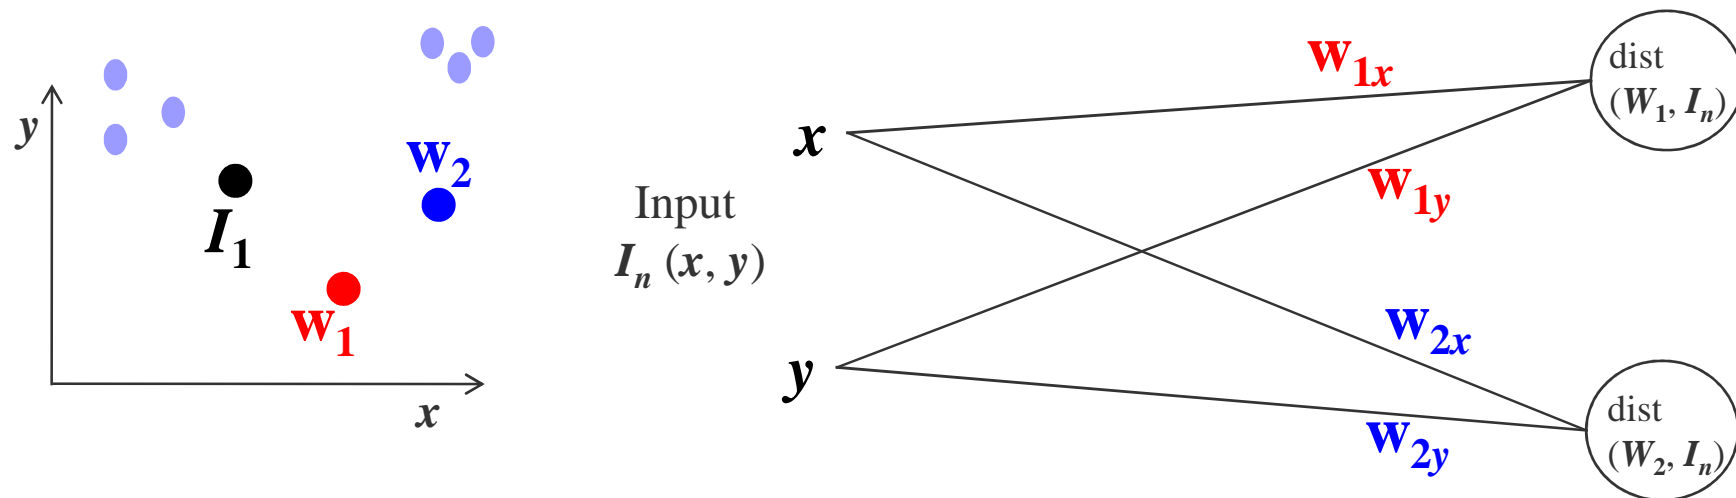 y
I₁
w₂
w₁
x
Input
Iₙ (x, y)
x
y
w₁ₓ
w₁y
w₂ₓ
w₂y
dist
(W₁, Iₙ)
dist
(W₂, Iₙ)